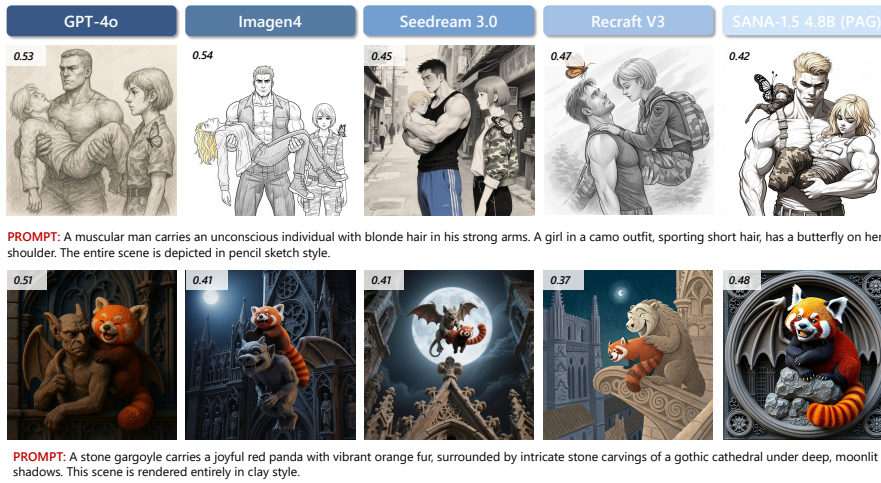 GPT-4o
Imagen4
Seedream 3.0
Recraft V3
SANA-1.5 4.8B (PAG)
0.53
0.54
0.45
0.47
0.42
PROMPT: A muscular man carries an unconscious individual with blonde hair in his strong arms. A girl in a camo outfit, sporting short hair, has a butterfly on her
shoulder. The entire scene is depicted in pencil sketch style.
0.51
0.41
0.41
0.37
0.48
PROMPT: A stone gargoyle carries a joyful red panda with vibrant orange fur, surrounded by intricate stone carvings of a gothic cathedral under deep, moonlit
shadows. This scene is rendered entirely in clay style.